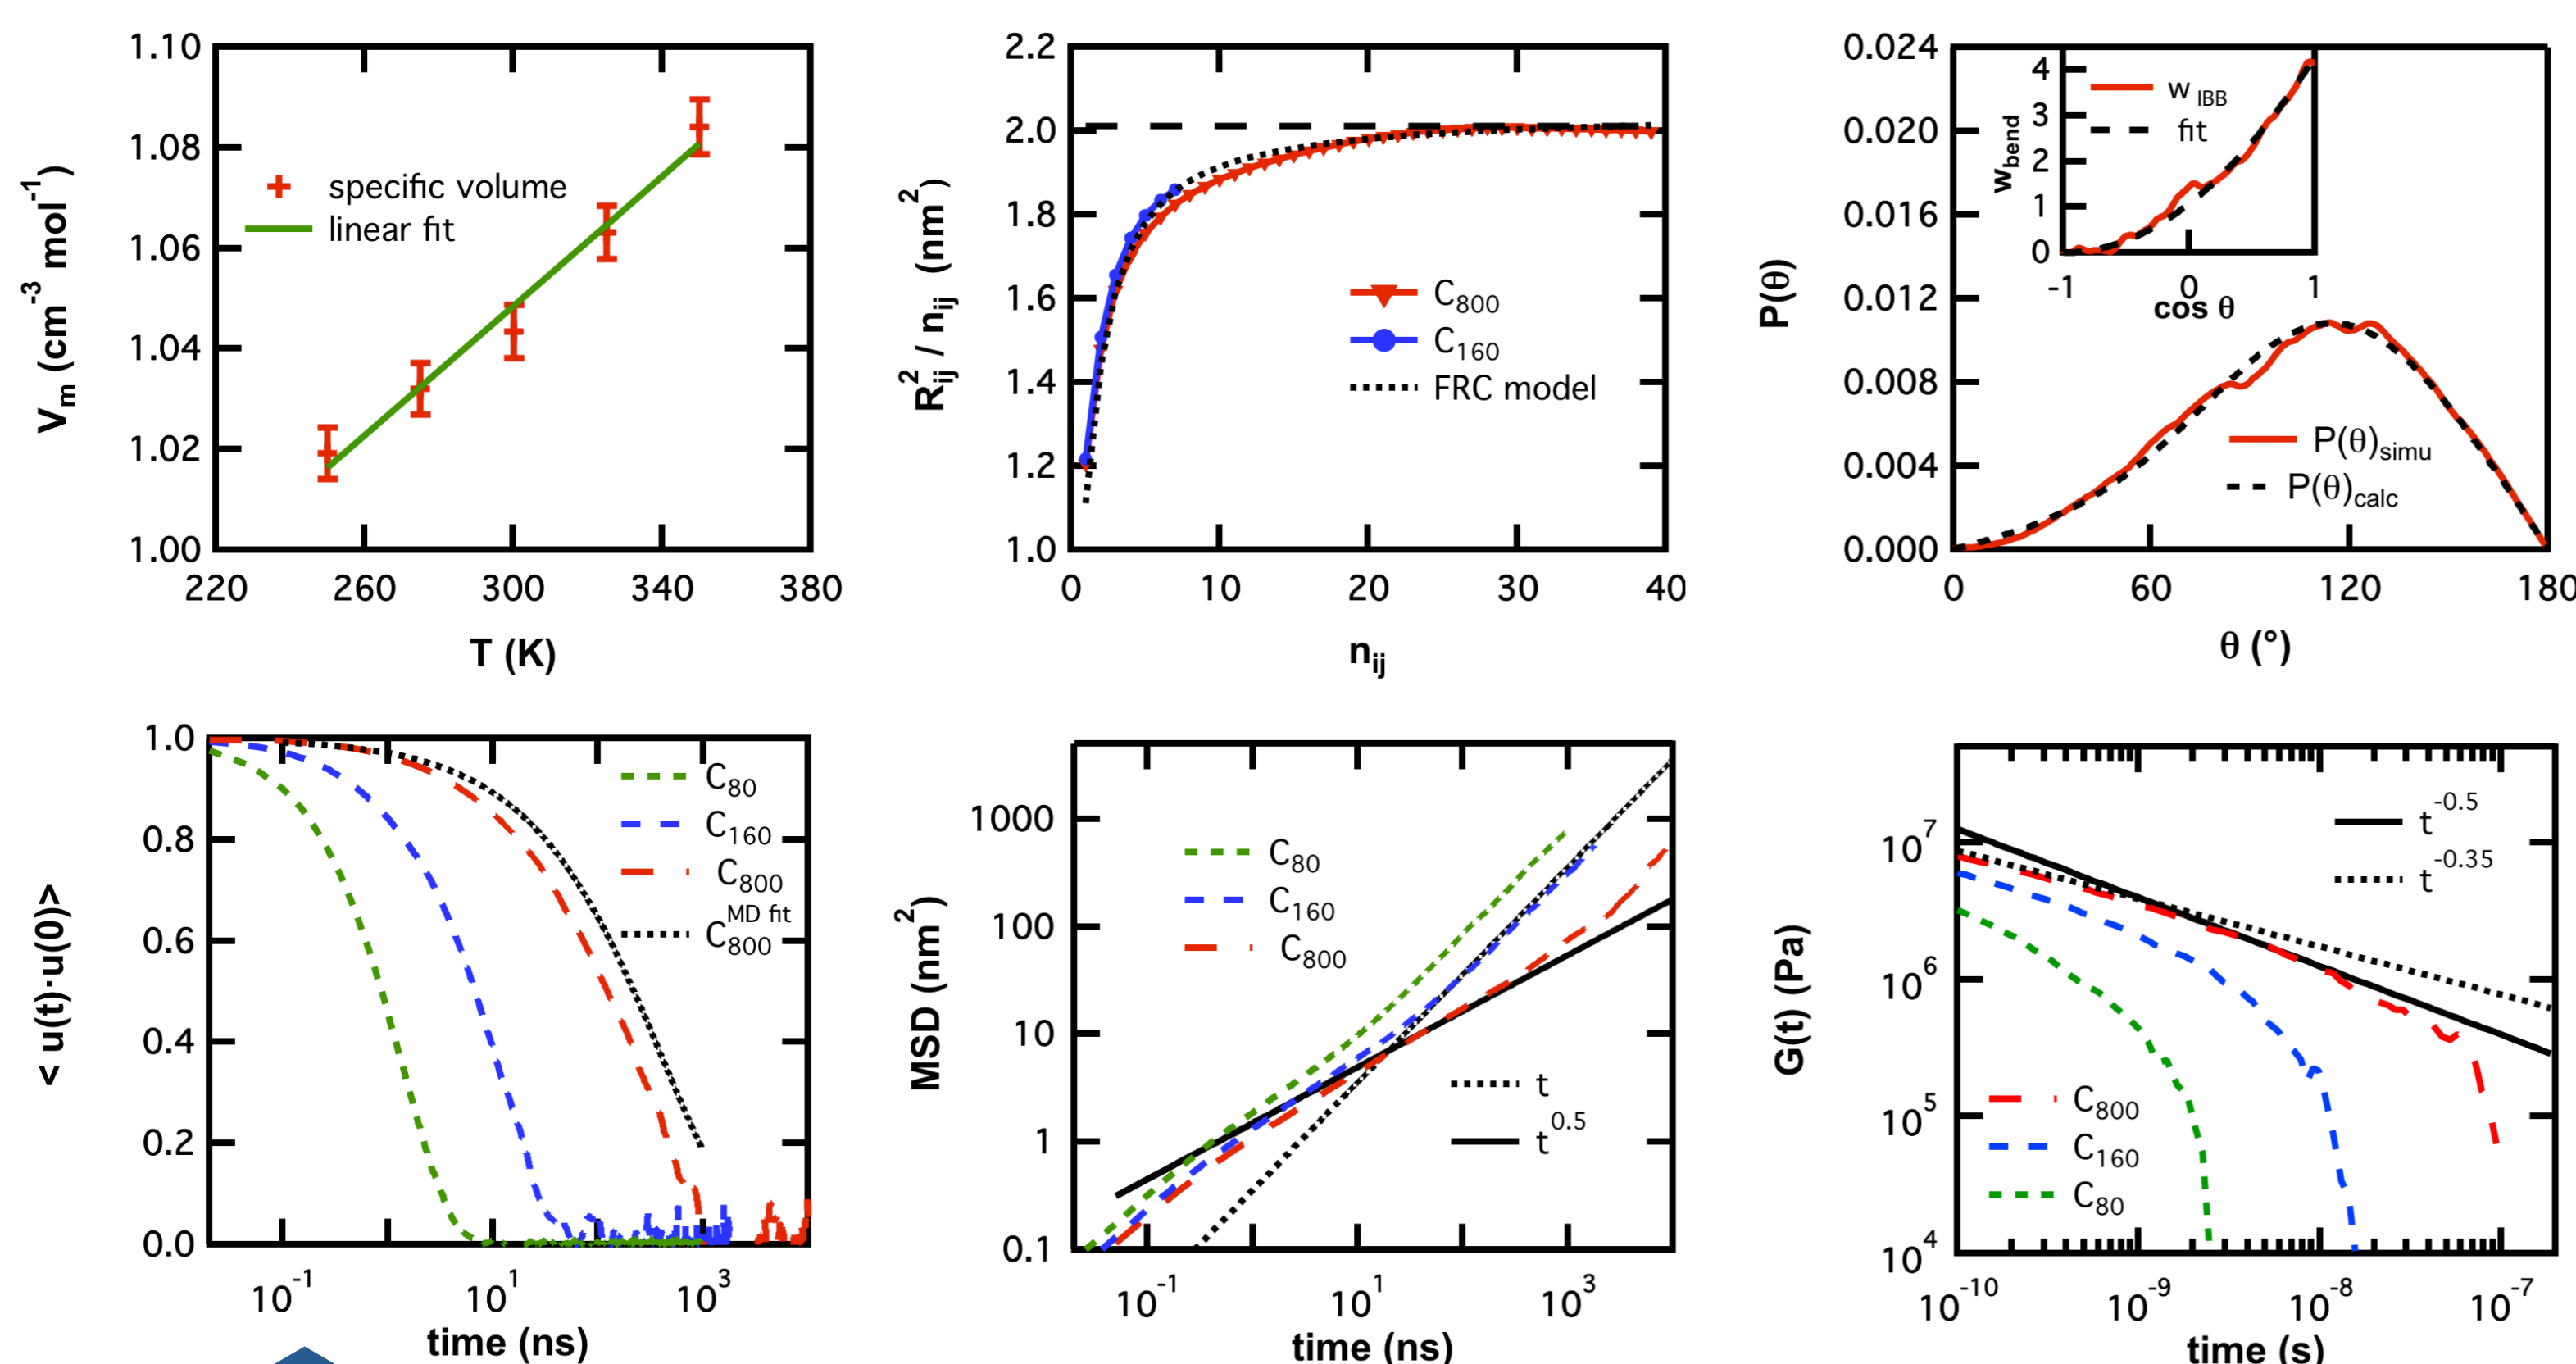 1.10
1.08
1.06
1.04
1.02
1.00
220 260 300 340 380
V_m (cm^-3 mol^-1)
T (K)
specific volume
linear fit
2.2
2.0
1.8
1.6
1.4
1.2
1.0
0 10 20 30 40
R_ij^2 / n_ij (nm^2)
n_ij
C_800
C_160
FRC model
0.024
0.020
0.016
0.012
0.008
0.004
0.000
0 60 120 180
P(θ)
θ (°)
4
3
2
1
0
-1 0 1
w_bend
cos θ
w_IBB
fit
P(θ)_simu
P(θ)_calc
1.0
0.8
0.6
0.4
0.2
0.0
10^-1 10^1 10^3
< u(t)·u(0)>
time (ns)
C_80
C_160
C_800
C_800^MD fit
1000
100
10
1
0.1
10^-1 10^1 10^3
MSD (nm^2)
time (ns)
C_80
C_160
C_800
t
t^0.5
10^7
10^6
10^5
10^4
10^-10 10^-9 10^-8 10^-7
G(t) (Pa)
time (s)
t^-0.5
t^-0.35
C_800
C_160
C_80